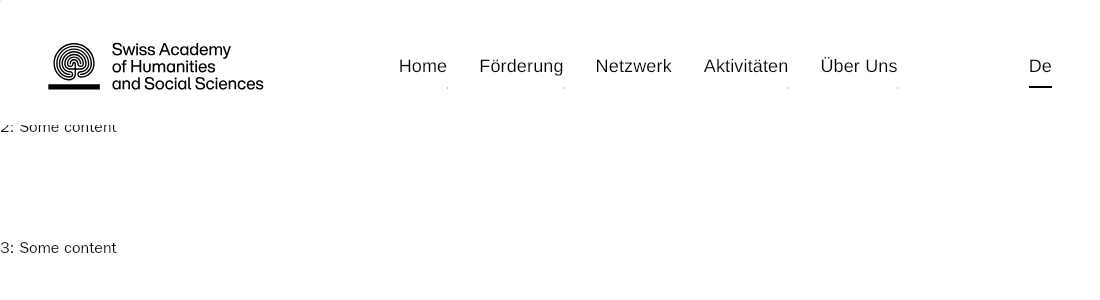 Swiss Academy
of Humanities
and Social Sciences
Home Förderung Netzwerk Aktivitäten Über Uns De
2: Some content
3: Some content